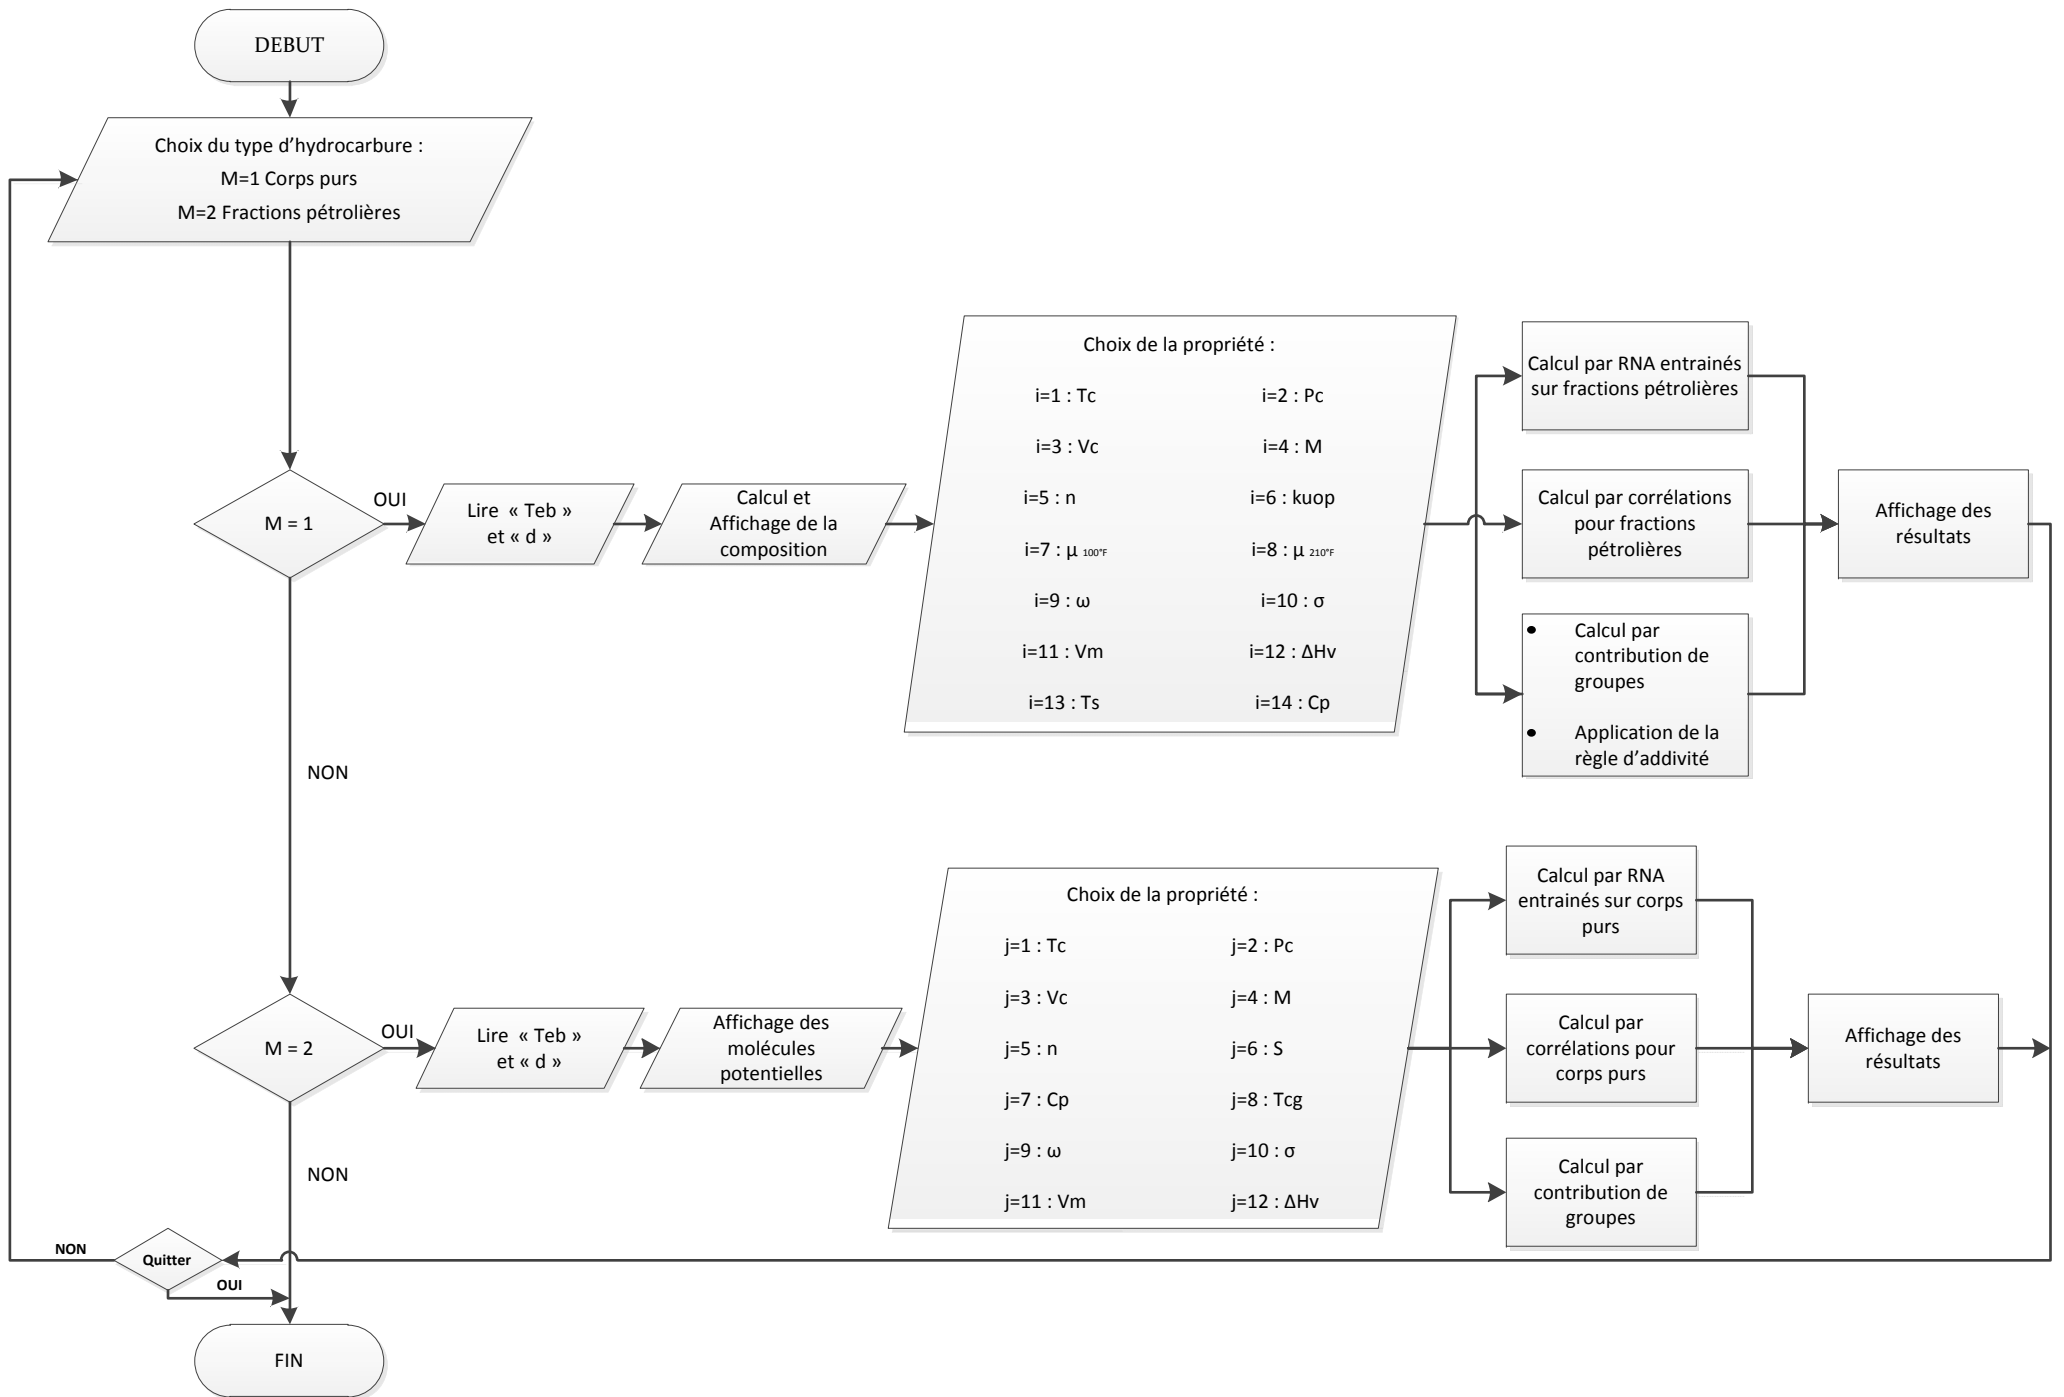 DEBUT
Choix du type d’hydrocarbure :
M=1 Corps purs
M=2 Fractions pétrolières
M = 1
OUI
Lire « Teb »
et « d »
Calcul et
Affichage de la
composition
Choix de la propriété :
i=1 : Tc
i=2 : Pc
i=3 : Vc
i=4 : M
i=5 : n
i=6 : kuop
i=7 : μ 100°F
i=8 : μ 210°F
i=9 : ω
i=10 : σ
i=11 : Vm
i=12 : ΔHv
i=13 : Ts
i=14 : Cp
Calcul par RNA entrainés
sur fractions pétrolières
Calcul par corrélations
pour fractions
pétrolières
• Calcul par
contribution de
groupes
• Application de la
règle d’addivité
Affichage des
résultats
NON
M = 2
OUI
Lire « Teb »
et « d »
Affichage des
molécules
potentielles
Choix de la propriété :
j=1 : Tc
j=2 : Pc
j=3 : Vc
j=4 : M
j=5 : n
j=6 : S
j=7 : Cp
j=8 : Tcg
j=9 : ω
j=10 : σ
j=11 : Vm
j=12 : ΔHv
Calcul par RNA
entrainés sur corps
purs
Calcul par
corrélations pour
corps purs
Calcul par
contribution de
groupes
Affichage des
résultats
NON
NON
Quitter
OUI
FIN